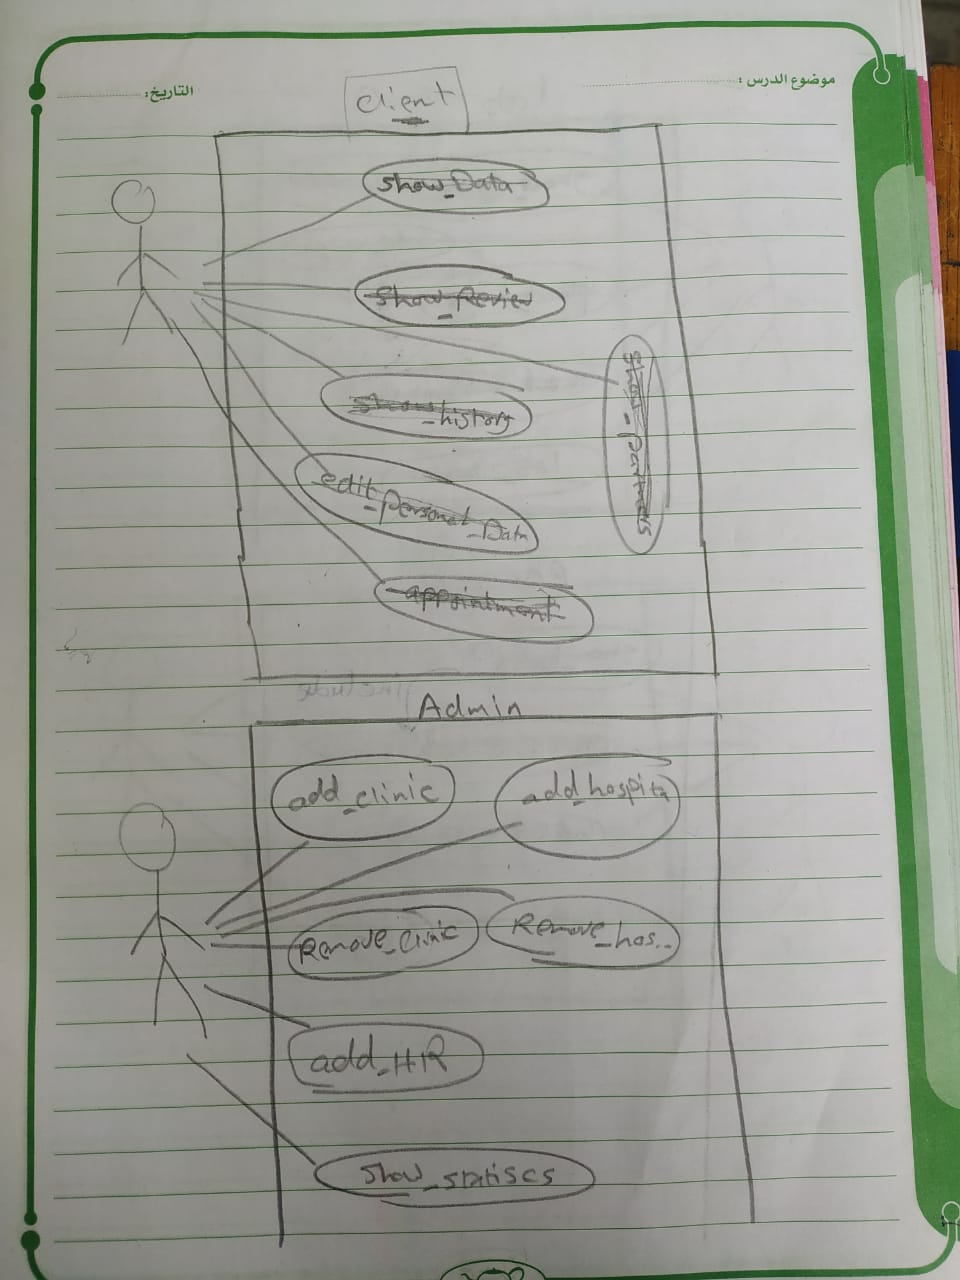 موضوع الدرس :
التاريخ:
client
show_Data
show_Review
show_history
show_partners
edit_personal_Data
appointment
Admin
add_clinic
add_hospita
Remove_clinic
Remove_hos..
add_HR
show_statiscs